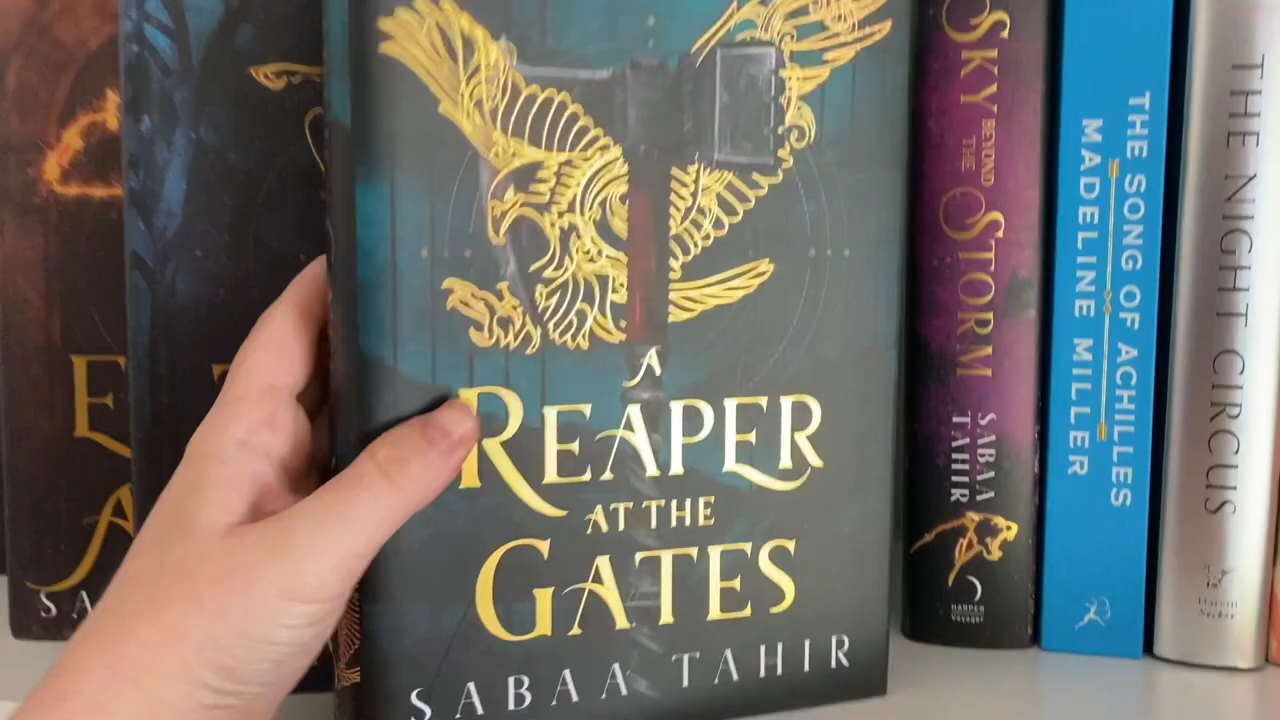 E
A
SA
A
REAPER
AT THE
GATES
SABAA TAHIR
SKY BEYOND THE STORM
SABAA TAHIR
HARPER
Voyager
THE SONG OF ACHILLES
MADELINE MILLER
THE NIGHT CIRCUS